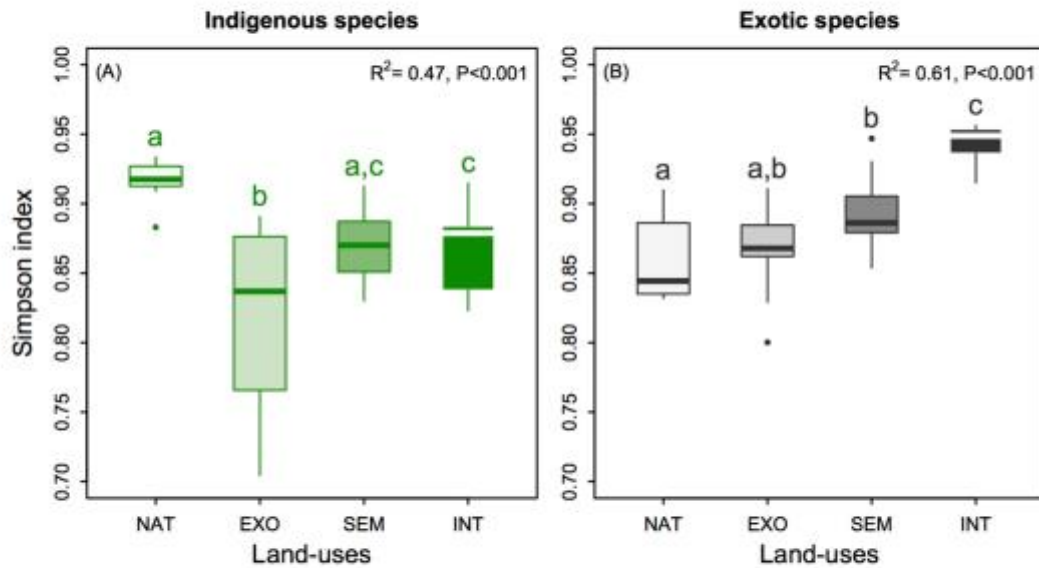 Indigenous species
(A)
R²= 0.47, P<0.001
a
b
a,c
c
Simpson index
1.00
0.95
0.90
0.85
0.80
0.75
0.70
NAT EXO SEM INT
Land-uses
Exotic species
(B)
R²= 0.61, P<0.001
a
a,b
b
c
1.00
0.95
0.90
0.85
0.80
0.75
0.70
NAT EXO SEM INT
Land-uses